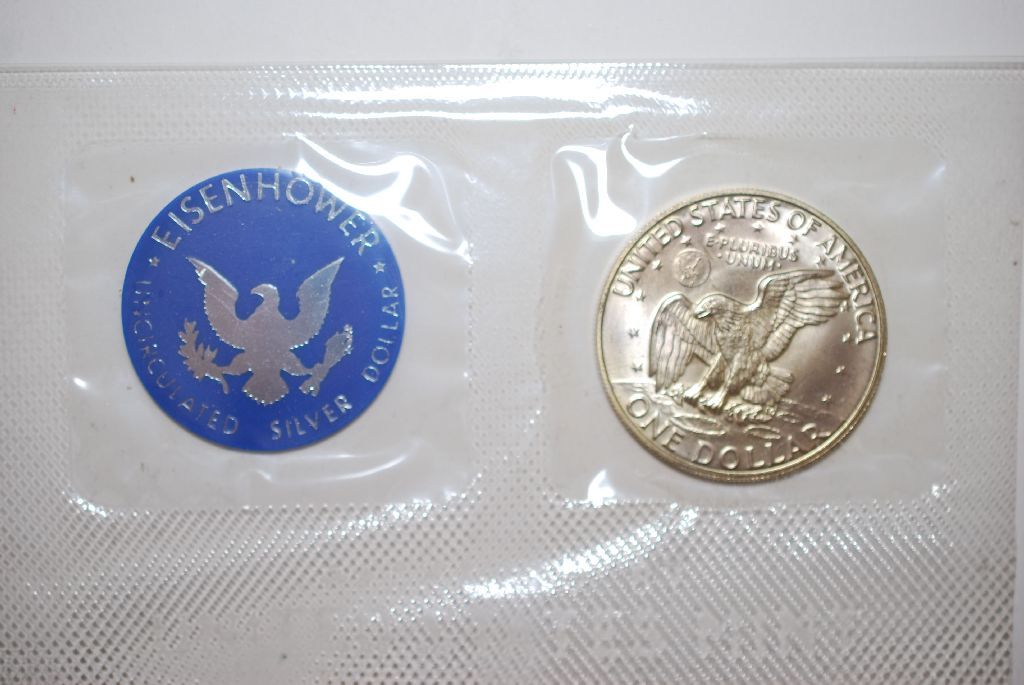 EISENHOWER
UNCIRCULATED SILVER DOLLAR
UNITED STATES OF AMERICA
E·PLURIBUS
·UNUM·
ONE DOLLAR